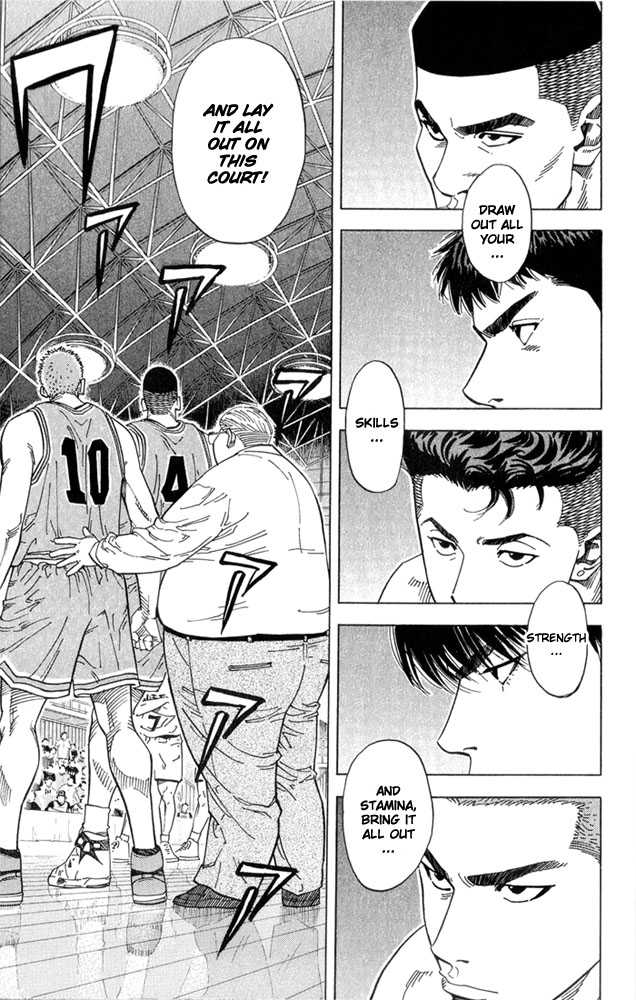 DRAW
OUT ALL
YOUR
...
SKILLS
...
STRENGTH
...
AND
STAMINA,
BRING IT
ALL OUT
...
AND LAY
IT ALL
OUT ON
THIS
COURT!
10
4